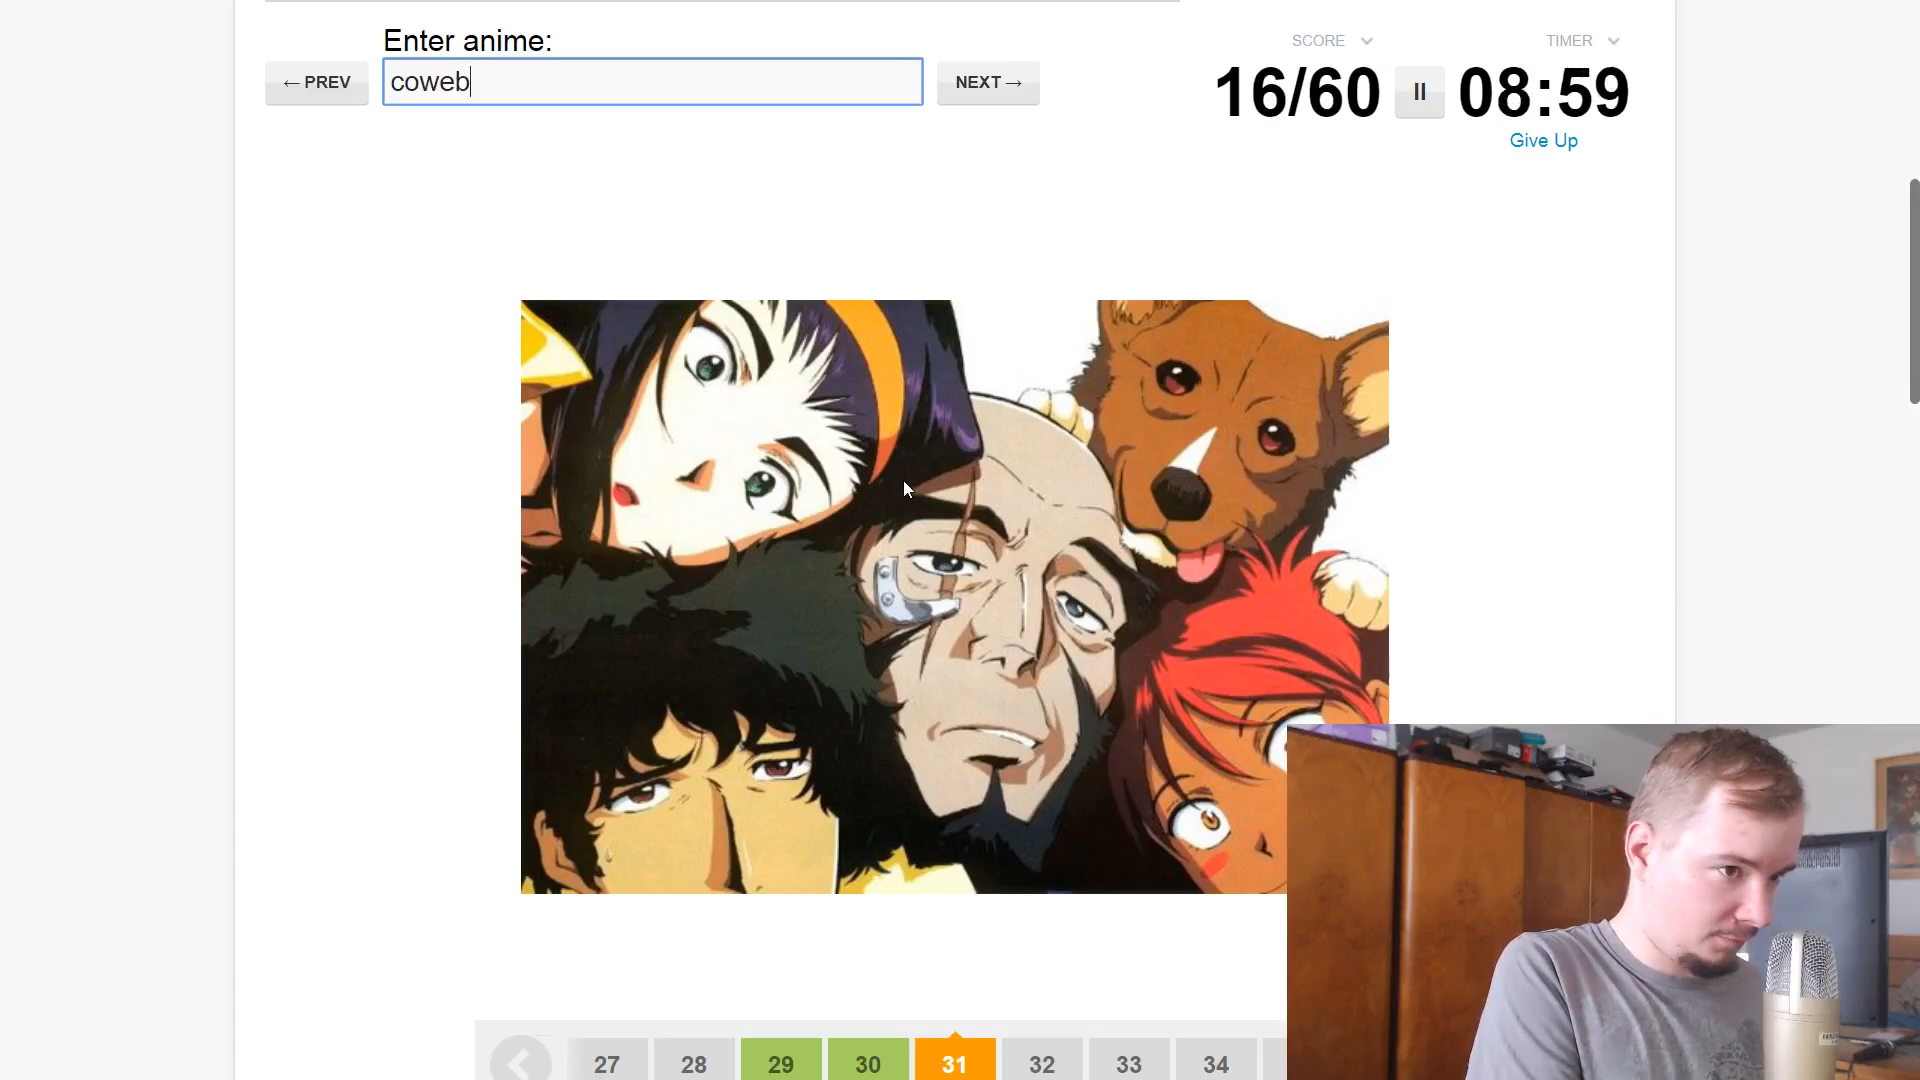 Enter anime:
← PREV
coweb
NEXT →
SCORE
16/60
TIMER
08:59
Give Up
27 28 29 30 31 32 33 34